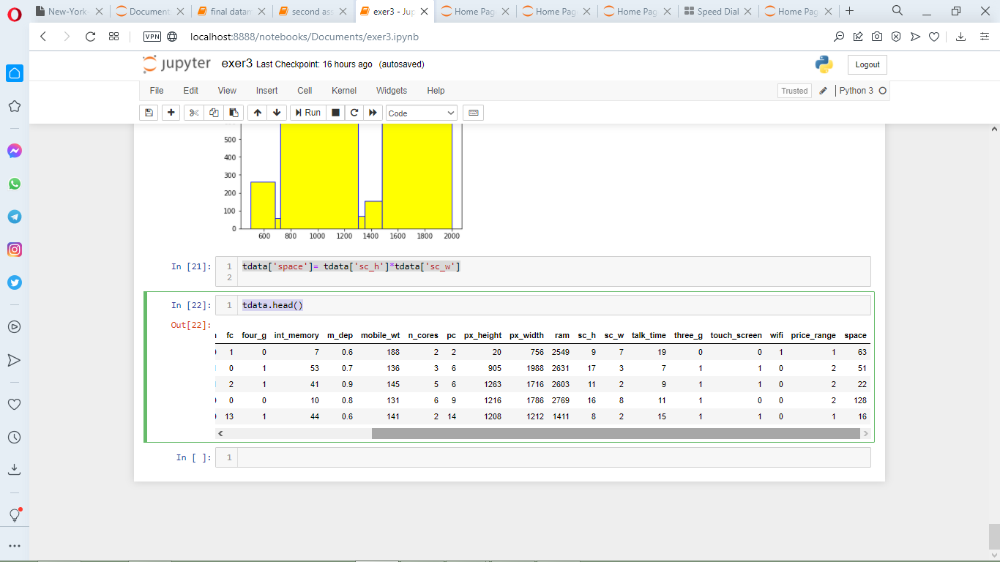 New-York- Document final datam second ass exer3 - Jup Home Pag Home Pag Home Pag Speed Dial Home Pag
VPN localhost:8888/notebooks/Documents/exer3.ipynb
jupyter exer3 Last Checkpoint: 16 hours ago (autosaved) Logout
File Edit View Insert Cell Kernel Widgets Help Trusted Python 3
Run Code
500
400
300
200
100
0
600 800 1000 1200 1400 1600 1800 2000
In [21]: 1 tdata['space']= tdata['sc_h']*tdata['sc_w']
2
In [22]: 1 tdata.head()
Out[22]:
fc four_g int_memory m_dep mobile_wt n_cores pc px_height px_width ram sc_h sc_w talk_time three_g touch_screen wifi price_range space
1 0 7 0.6 188 2 2 20 756 2549 9 7 19 0 0 1 1 63
0 1 53 0.7 136 3 6 905 1988 2631 17 3 7 1 1 0 2 51
2 1 41 0.9 145 5 6 1263 1716 2603 11 2 9 1 1 0 2 22
0 0 10 0.8 131 6 9 1216 1786 2769 16 8 11 1 0 0 2 128
13 1 44 0.6 141 2 14 1208 1212 1411 8 2 15 1 1 0 1 16
In [ ]: 1